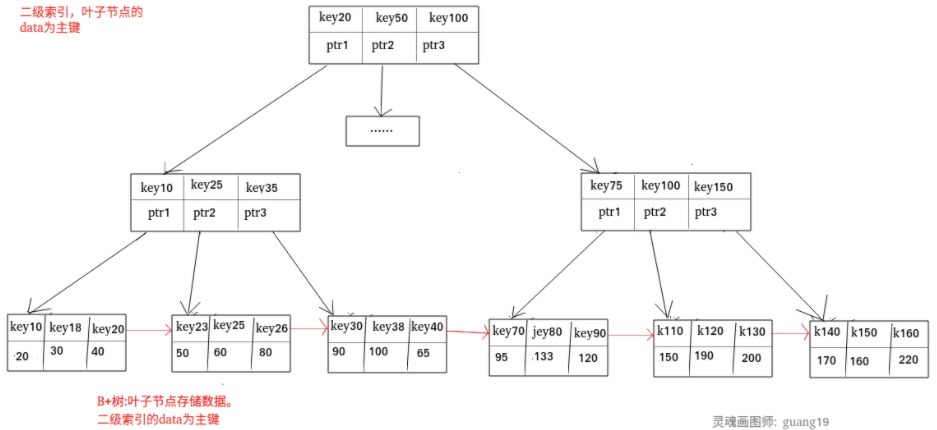 二级索引，叶子节点的
data为主键
key20 key50 key100
ptr1 ptr2 ptr3
······
key10 key25 key35
ptr1 ptr2 ptr3
key75 key100 key150
ptr1 ptr2 ptr3
key10 key18 key20
20 30 40
key23 key25 key26
50 60 80
key30 key38 key40
90 100 65
key70 jey80 key90
95 133 120
k110 k120 k130
150 190 200
k140 k150 k160
170 160 220
B+树:叶子节点存储数据。
二级索引的data为主键
灵魂画图师: guang19